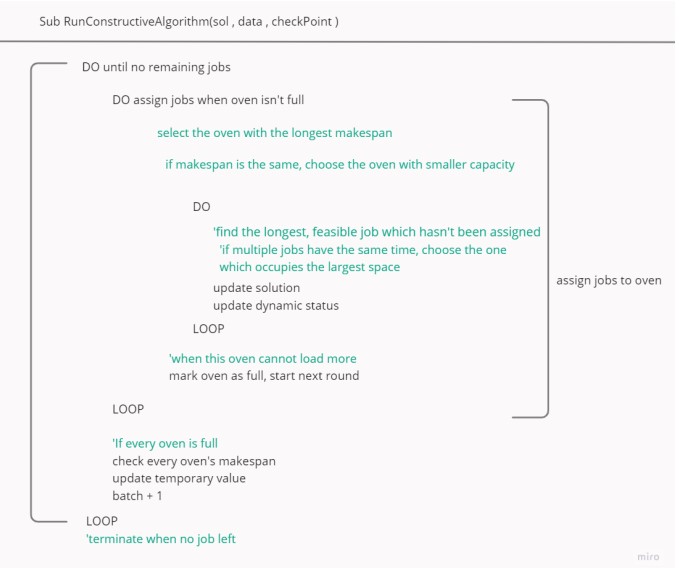 Sub RunConstructiveAlgorithm(sol , data , checkPoint )
DO until no remaining jobs
DO assign jobs when oven isn't full
select the oven with the longest makespan
if makespan is the same, choose the oven with smaller capacity
DO
'find the longest, feasible job which hasn't been assigned
'if multiple jobs have the same time, choose the one
which occupies the largest space
update solution
update dynamic status
LOOP
'when this oven cannot load more
mark oven as full, start next round
LOOP
assign jobs to oven
'If every oven is full
check every oven's makespan
update temporary value
batch + 1
LOOP
'terminate when no job left
miro